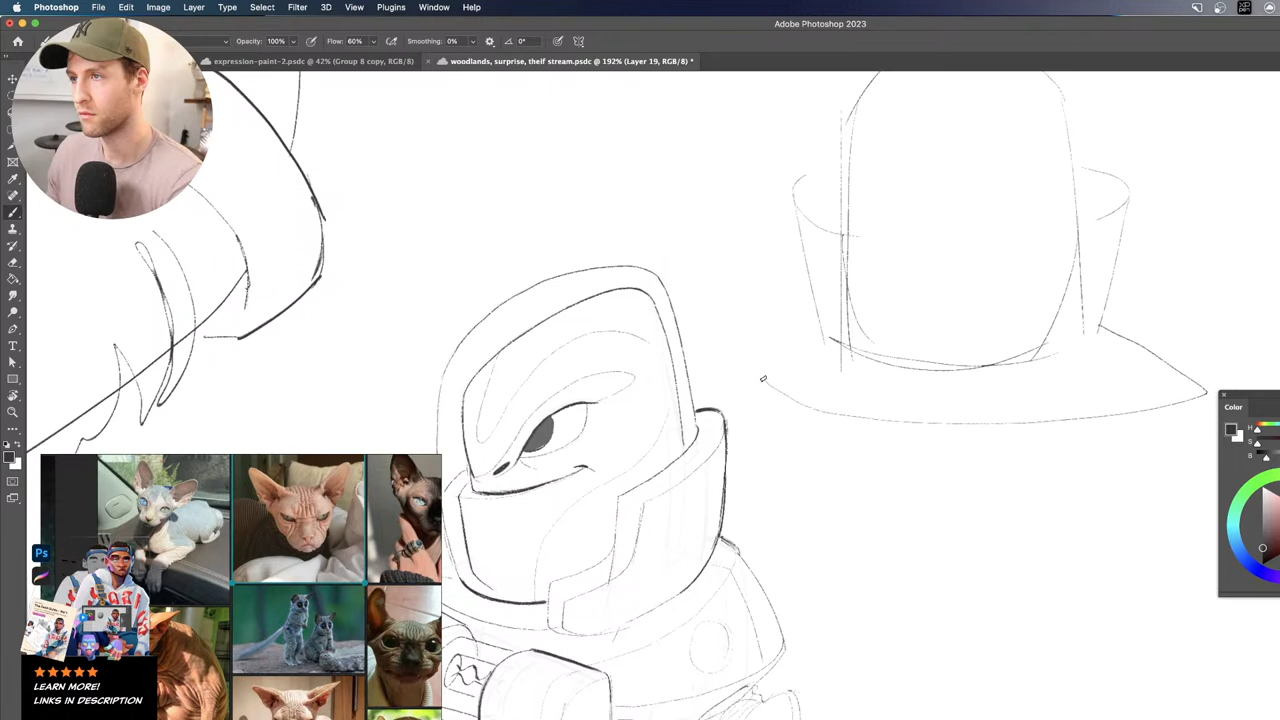 Photoshop File Edit Image Layer Type Select Filter 3D View Plugins Window Help
Adobe Photoshop 2023
Opacity: 100% Flow: 60% Smoothing: 0% 0°
expression-paint-2.psdc @ 42% (Group 8 copy, RGB/8) woodlands, surprise, theif stream.psdc @ 192% (Layer 19, RGB/8) *
Color
H
S
B
Ps
LEARN MORE!
LINKS IN DESCRIPTION